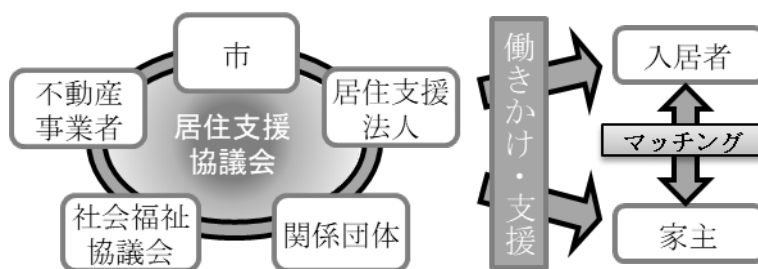 市
不動産
事業者
居住支援
法人
居住支援
協議会
社会福祉
協議会
関係団体
働きかけ・支援
入居者
マッチング
家主